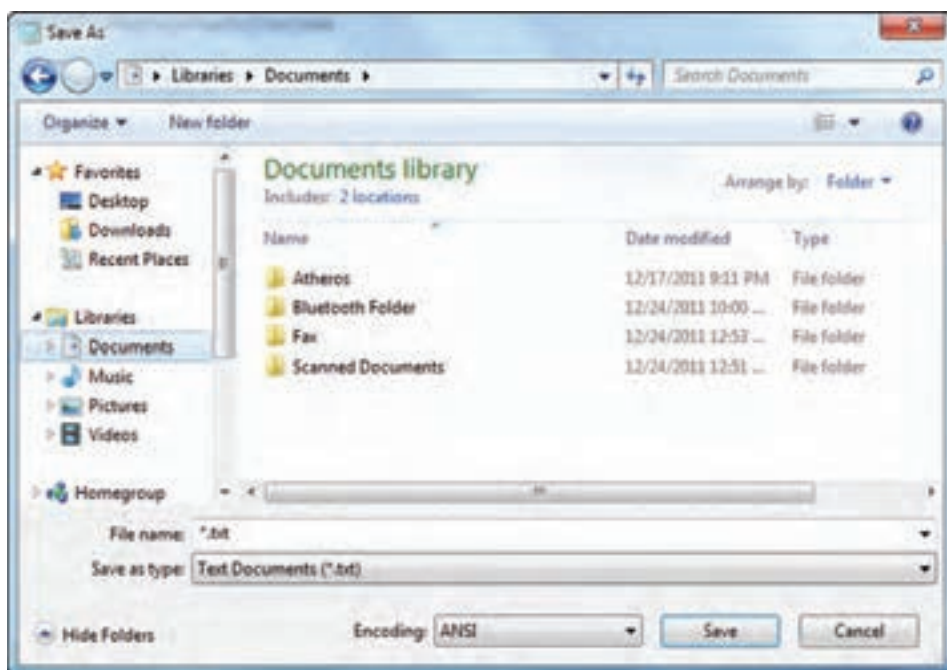 Save As
Libraries Documents
Search Documents
Organize New folder
Documents library
Includes: 2 locations
Arrange by: Folder
Name Date modified Type
Atheros 12/17/2011 9:11 PM File folder
Bluetooth Folder 12/24/2011 10:00 ... File folder
Fax 12/24/2011 12:53 ... File folder
Scanned Documents 12/24/2011 12:51 ... File folder
Favorites
Desktop
Downloads
Recent Places
Libraries
Documents
Music
Pictures
Videos
Homegroup
File name: *.txt
Save as type: Text Documents (*.txt)
Hide Folders
Encoding: ANSI
Save
Cancel